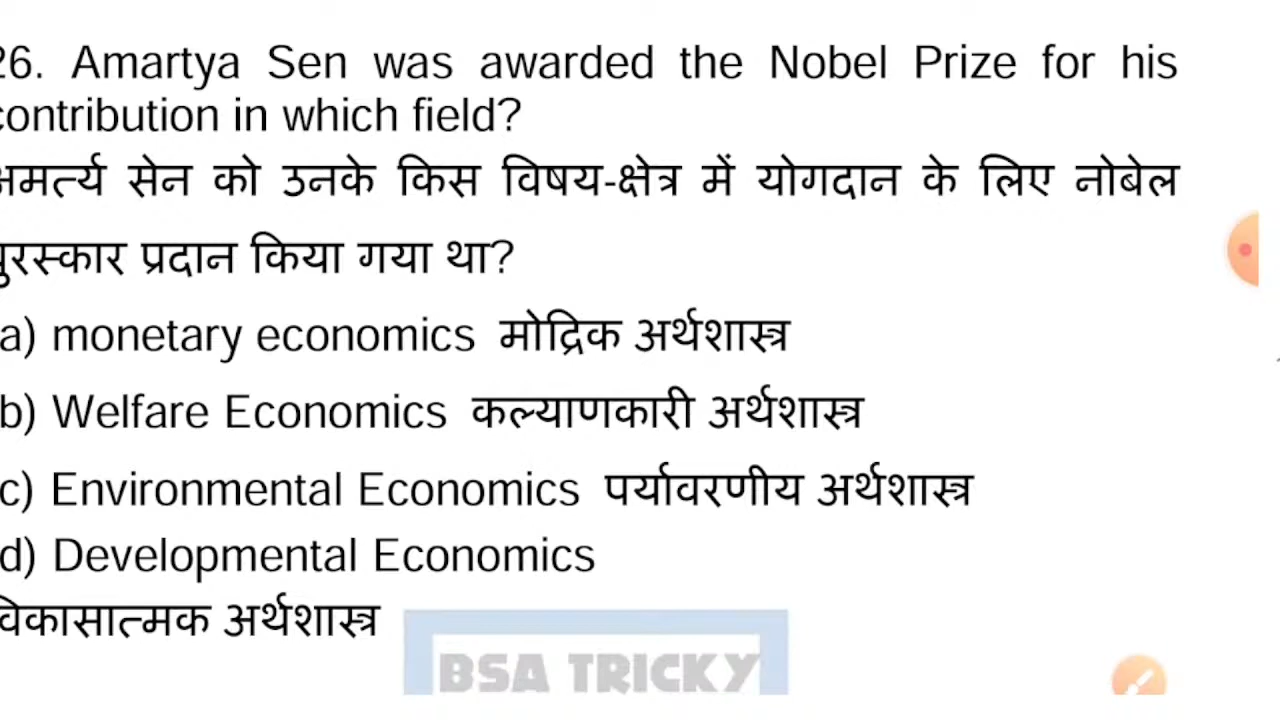 26. Amartya Sen was awarded the Nobel Prize for his
contribution in which field?
अमर्त्य सेन को उनके किस विषय-क्षेत्र में योगदान के लिए नोबेल
पुरस्कार प्रदान किया गया था?
a) monetary economics मोद्रिक अर्थशास्त्र
b) Welfare Economics कल्याणकारी अर्थशास्त्र
c) Environmental Economics पर्यावरणीय अर्थशास्त्र
d) Developmental Economics
विकासात्मक अर्थशास्त्र
BSA TRICKY